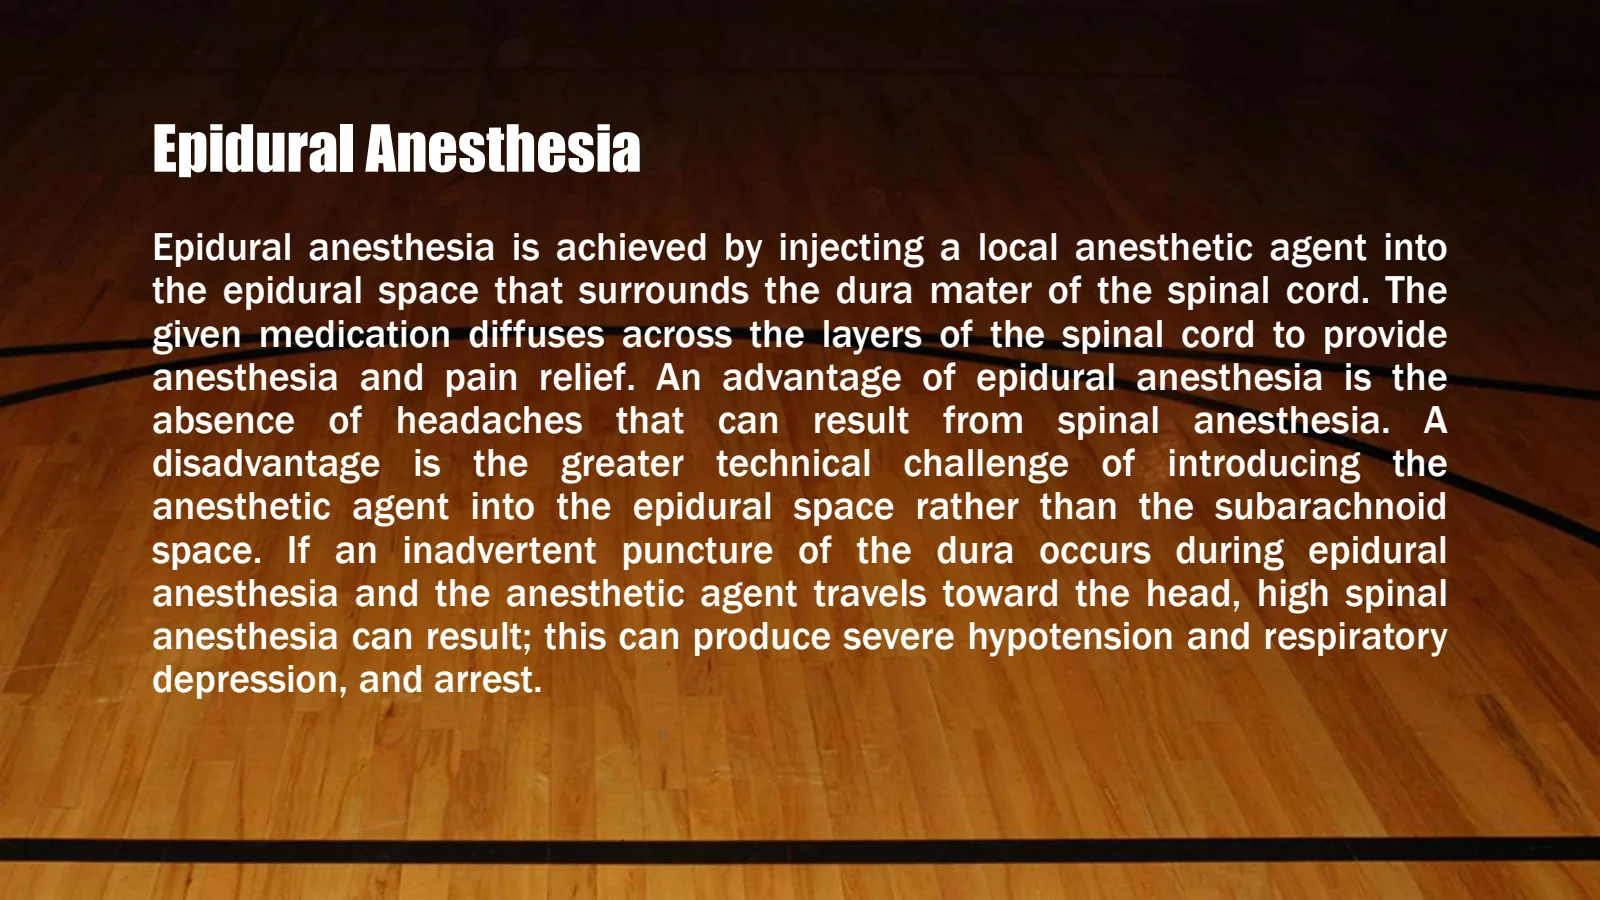 Epidural Anesthesia
Epidural anesthesia is achieved by injecting a local anesthetic agent into
the epidural space that surrounds the dura mater of the spinal cord. The
given medication diffuses across the layers of the spinal cord to provide
anesthesia and pain relief. An advantage of epidural anesthesia is the
absence of headaches that can result from spinal anesthesia. A
disadvantage is the greater technical challenge of introducing the
anesthetic agent into the epidural space rather than the subarachnoid
space. If an inadvertent puncture of the dura occurs during epidural
anesthesia and the anesthetic agent travels toward the head, high spinal
anesthesia can result; this can produce severe hypotension and respiratory
depression, and arrest.